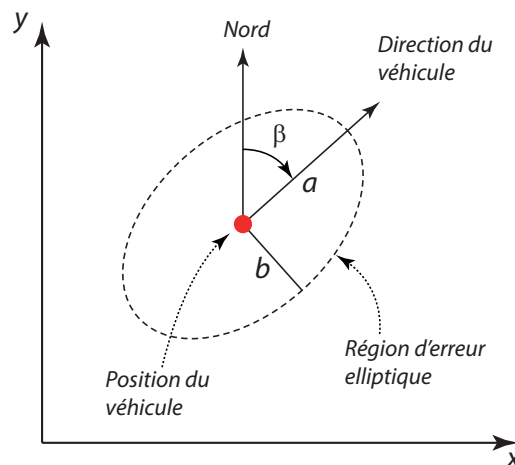 y
Nord
Direction du
véhicule
β
a
b
Région d'erreur
elliptique
Position du
véhicule
x